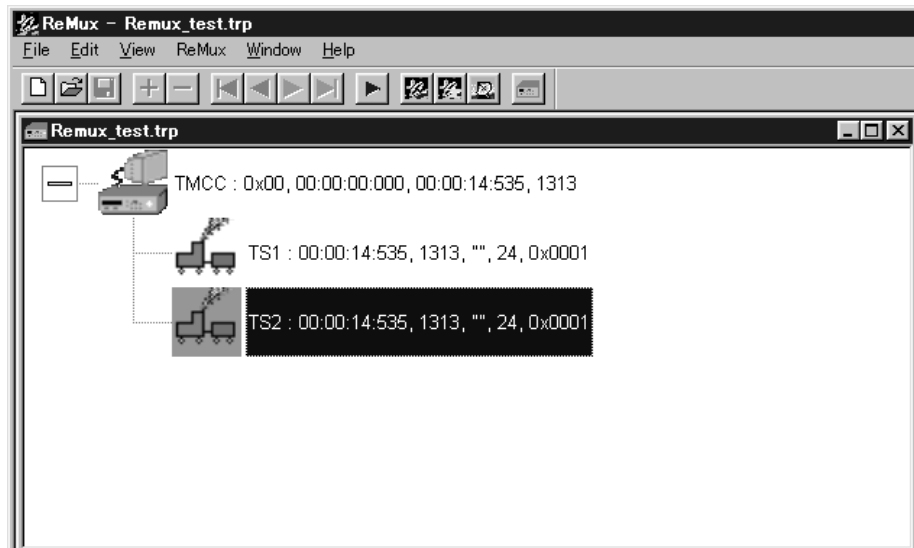 ReMux – Remux_test.trp
File Edit View ReMux Window Help
Remux_test.trp
TMCC : 0x00, 00:00:00:000, 00:00:14:535, 1313
TS1 : 00:00:14:535, 1313, "", 24, 0x0001
TS2 : 00:00:14:535, 1313, "", 24, 0x0001